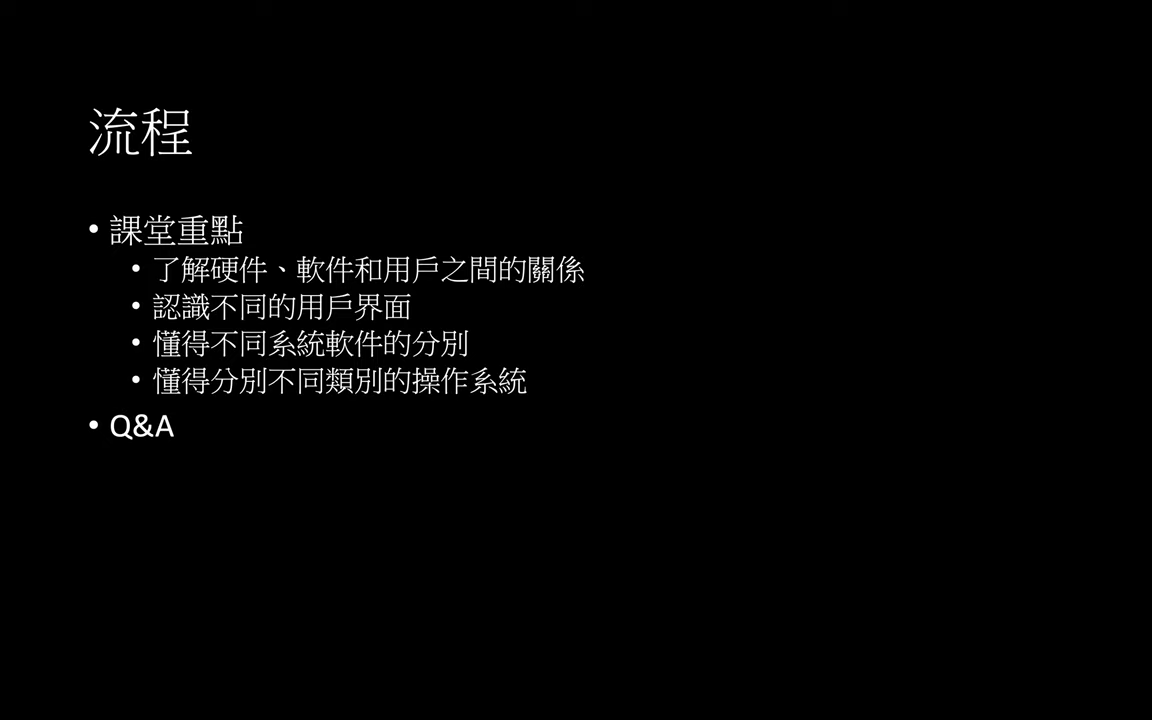 流程
• 課堂重點
• 了解硬件、軟件和用戶之間的關係
• 認識不同的用戶界面
• 懂得不同系統軟件的分別
• 懂得分別不同類別的操作系統
• Q&A